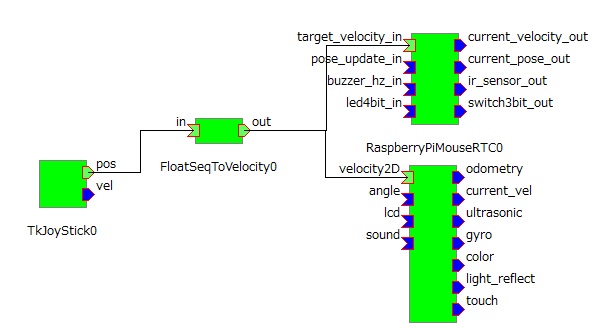 target_velocity_in
current_velocity_out
pose_update_in
current_pose_out
buzzer_hz_in
ir_sensor_out
led4bit_in
switch3bit_out
RaspberryPiMouseRTC0
in
out
FloatSeqToVelocity0
pos
vel
TkJoyStick0
velocity2D
odometry
angle
current_vel
lcd
ultrasonic
sound
gyro
color
light_reflect
touch